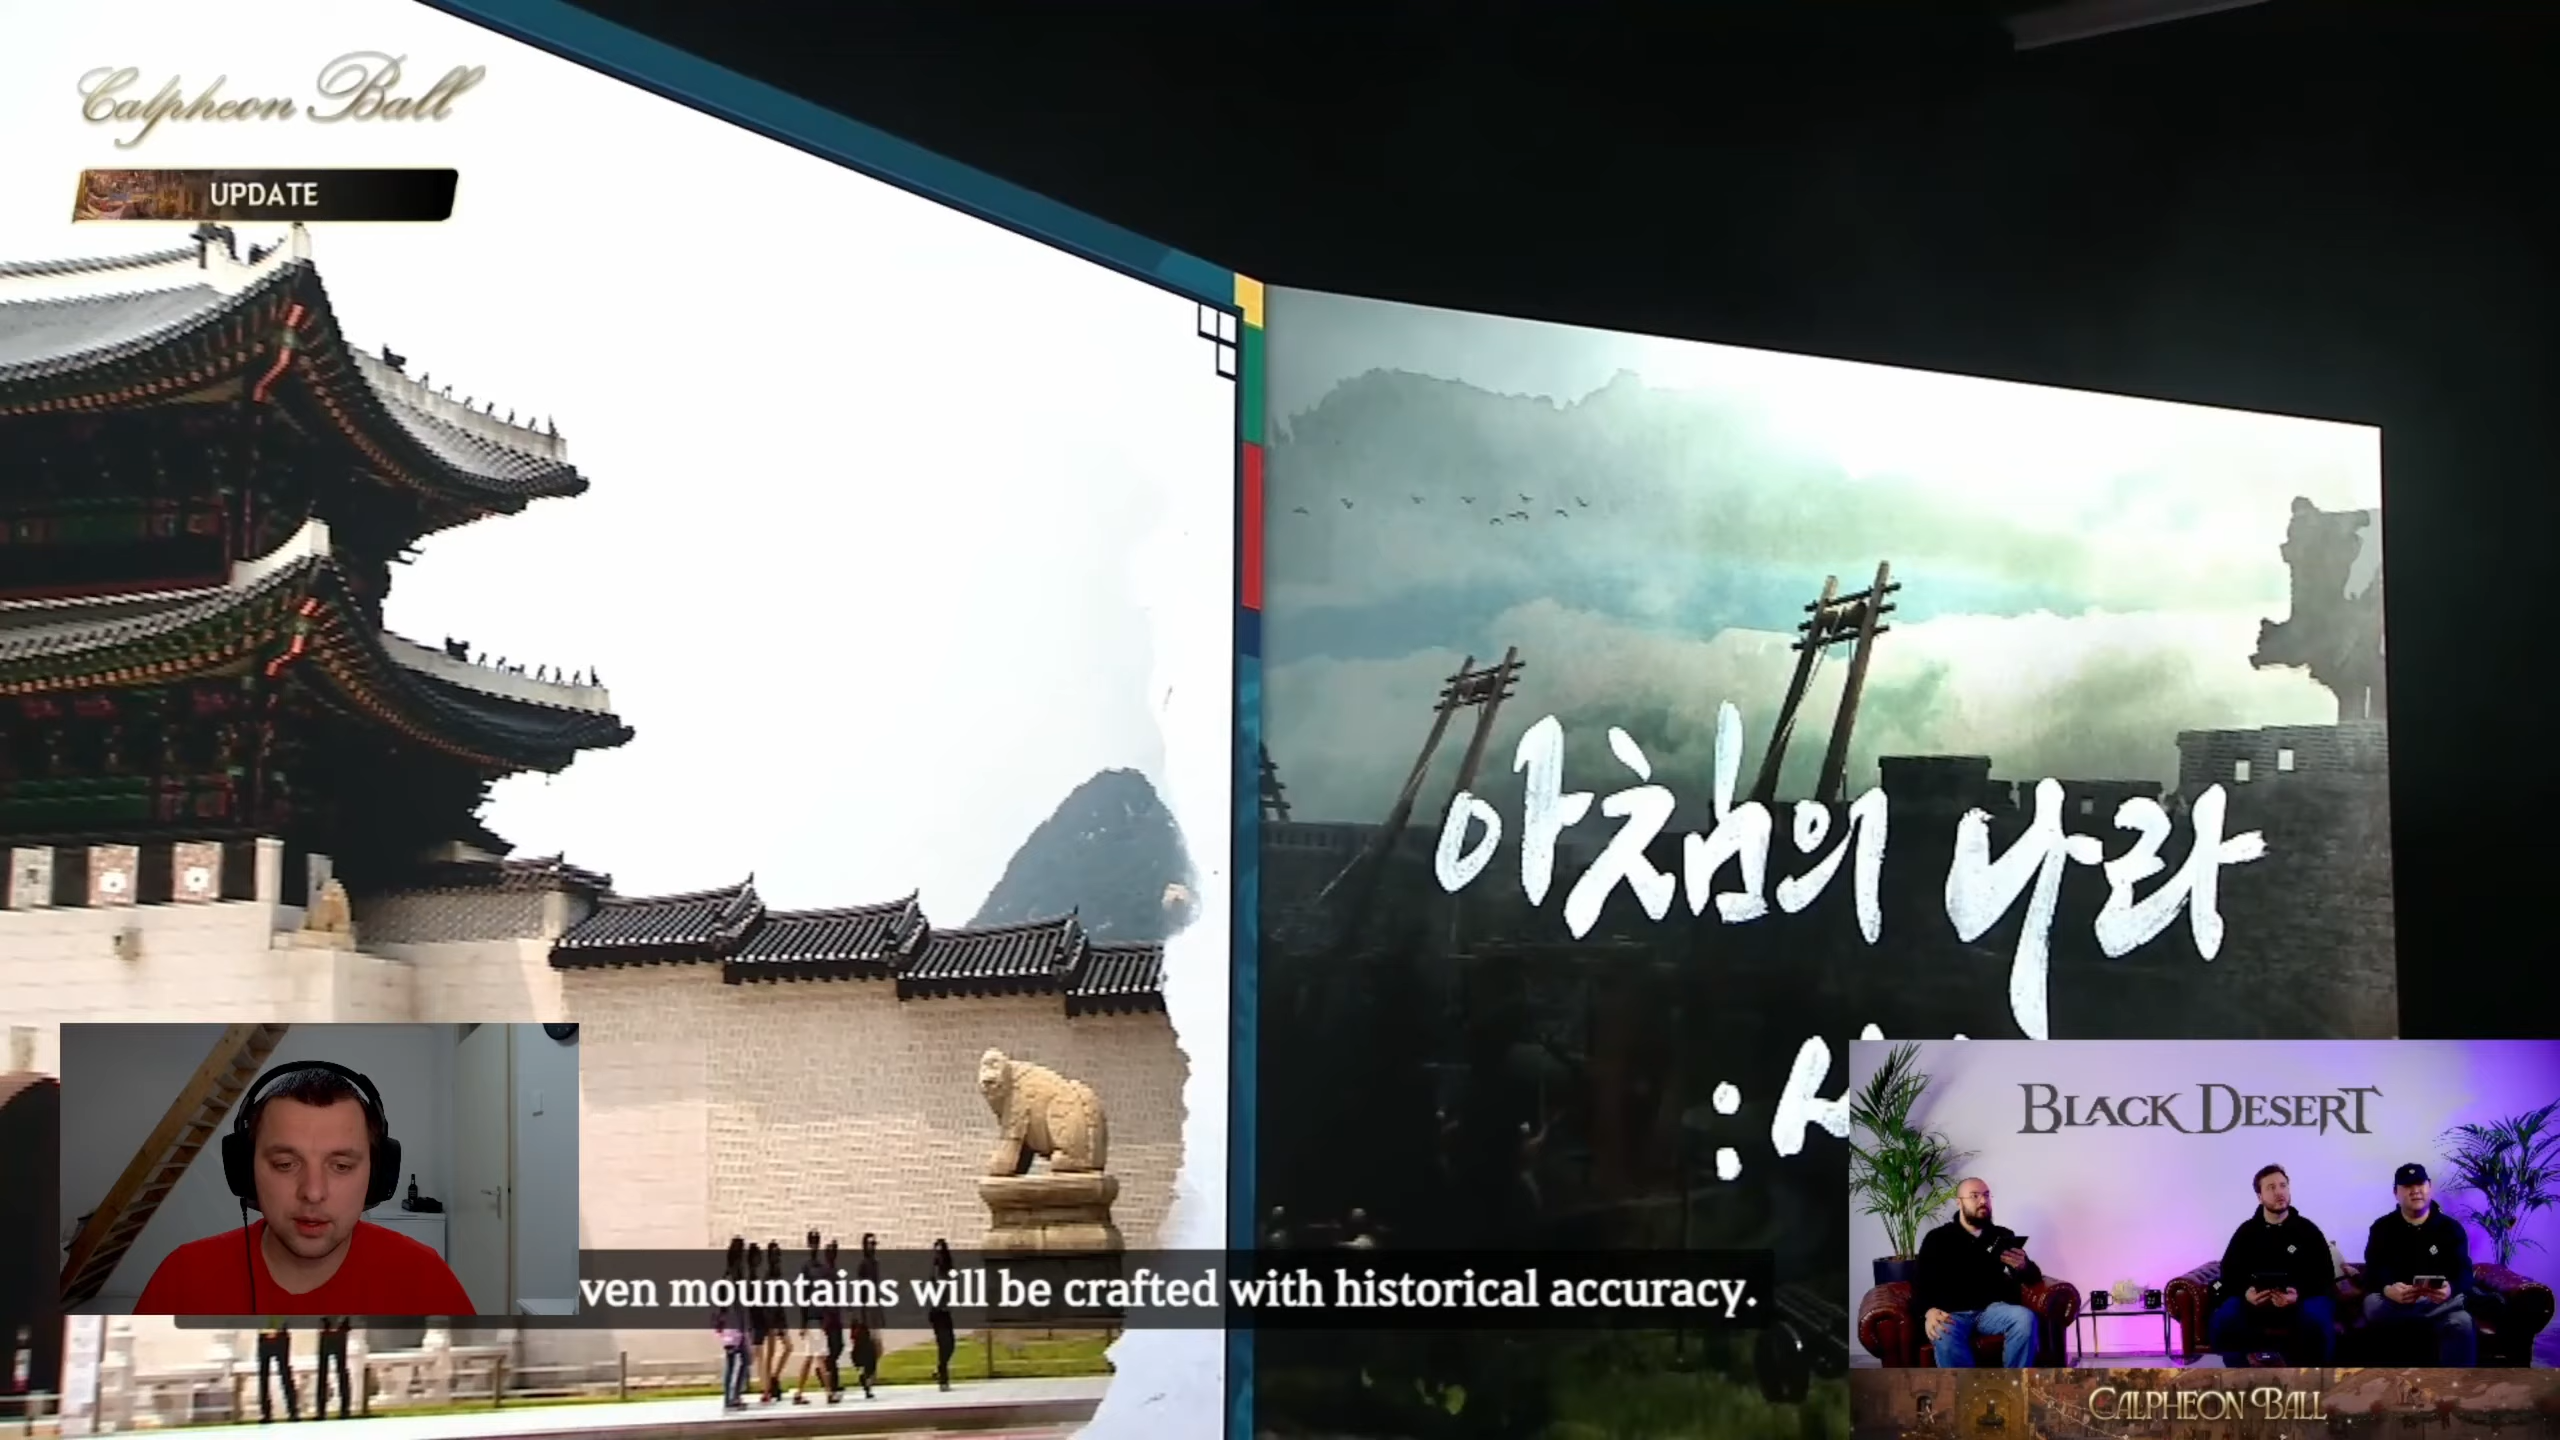 Calpheon Ball
UPDATE
아침의 나라
:
BLACK DESERT
ven mountains will be crafted with historical accuracy.
CALPHEON BALL